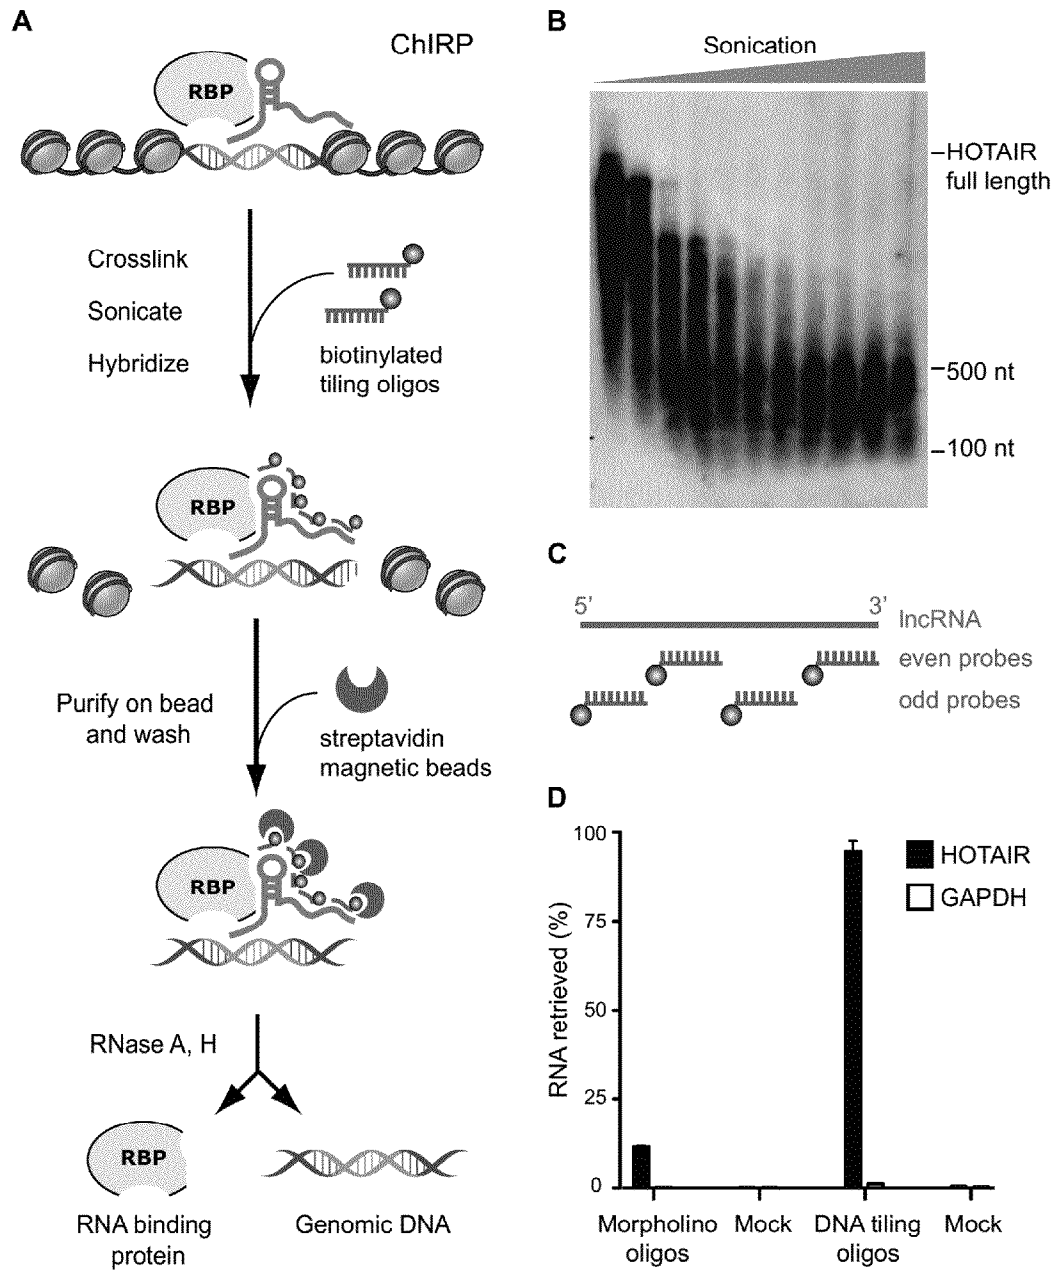 A
ChIRP
RBP
Crosslink
Sonicate
Hybridize
biotinylated
tiling oligos
RBP
Purify on bead
and wash
streptavidin
magnetic beads
RBP
RNase A, H
RBP
RNA binding
protein
Genomic DNA
B
Sonication
HOTAIR
full length
500 nt
100 nt
C
5' 3'
lncRNA
even probes
odd probes
D
RNA retrieved (%)
100
75
50
25
0
HOTAIR
GAPDH
Morpholino
oligos
Mock
DNA tiling
oligos
Mock